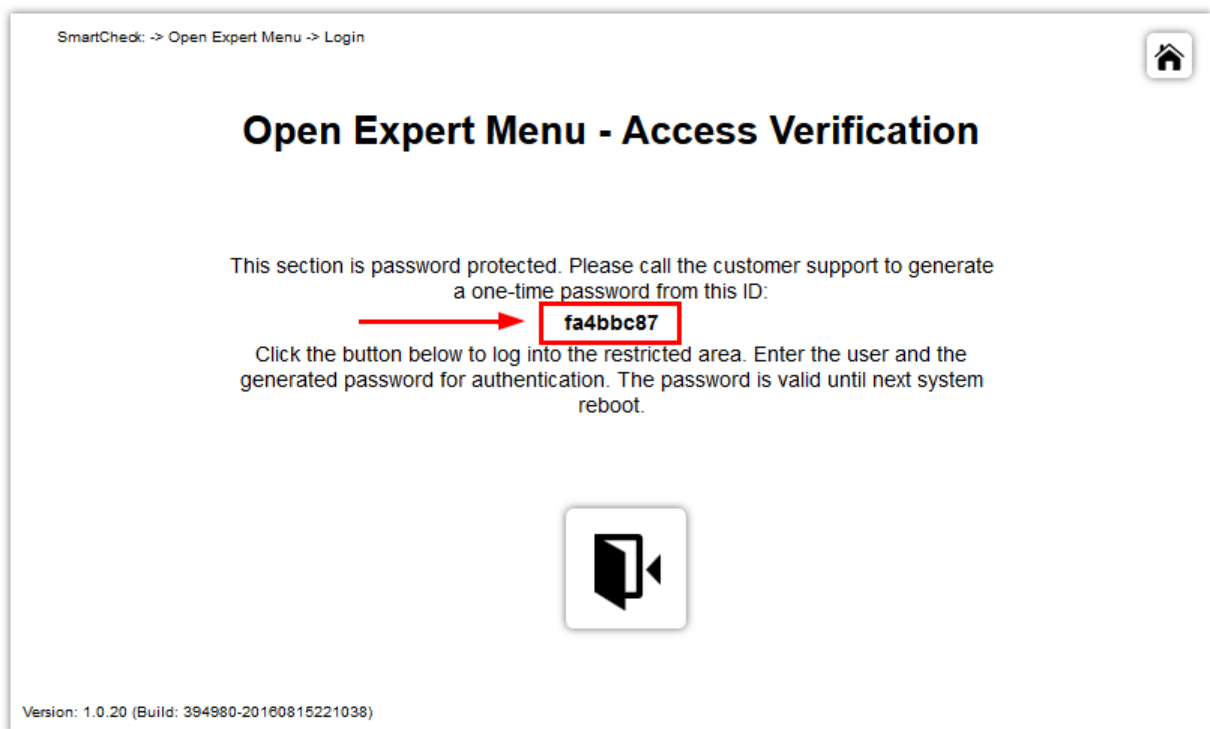 SmartCheck: -> Open Expert Menu -> Login
Open Expert Menu - Access Verification
This section is password protected. Please call the customer support to generate
a one-time password from this ID:
fa4bbc87
Click the button below to log into the restricted area. Enter the user and the
generated password for authentication. The password is valid until next system
reboot.
Version: 1.0.20 (Build: 394980-20160815221038)